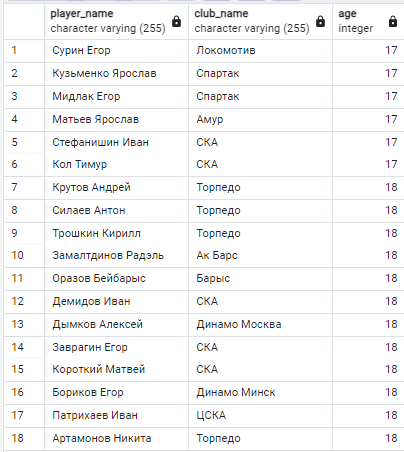 player_name club_name age
character varying (255) character varying (255) integer
1 Сурин Егор Локомотив 17
2 Кузьменко Ярослав Спартак 17
3 Мидлак Егор Спартак 17
4 Матьев Ярослав Амур 17
5 Стефанишин Иван СКА 17
6 Кол Тимур СКА 17
7 Крутов Андрей Торпедо 18
8 Силаев Антон Торпедо 18
9 Трошкин Кирилл Торпедо 18
10 Замалтдинов Радэль Ак Барс 18
11 Оразов Бейбарыс Барыс 18
12 Демидов Иван СКА 18
13 Дымков Алексей Динамо Москва 18
14 Заврагин Егор СКА 18
15 Короткий Матвей СКА 18
16 Бориков Егор Динамо Минск 18
17 Патрихаев Иван ЦСКА 18
18 Артамонов Никита Торпедо 18